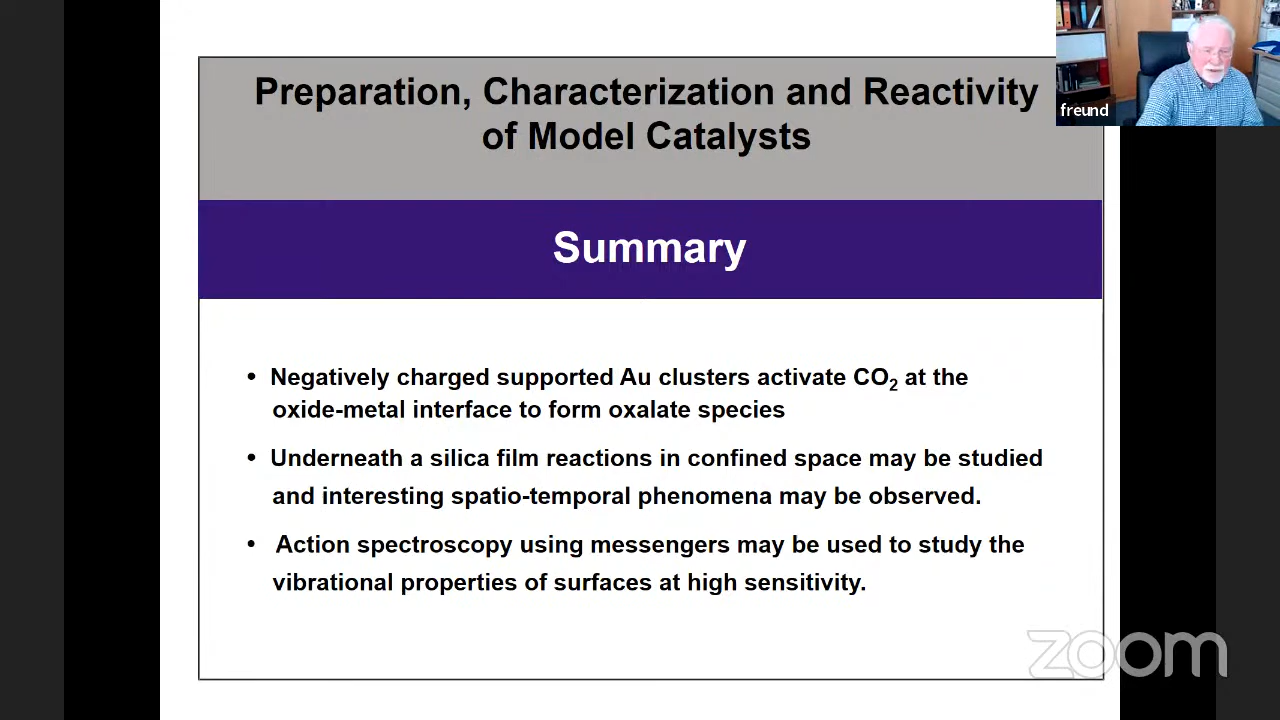 Preparation, Characterization and Reactivity
of Model Catalysts
freund
Summary
• Negatively charged supported Au clusters activate CO₂ at the
oxide-metal interface to form oxalate species
• Underneath a silica film reactions in confined space may be studied
and interesting spatio-temporal phenomena may be observed.
• Action spectroscopy using messengers may be used to study the
vibrational properties of surfaces at high sensitivity.
zoom